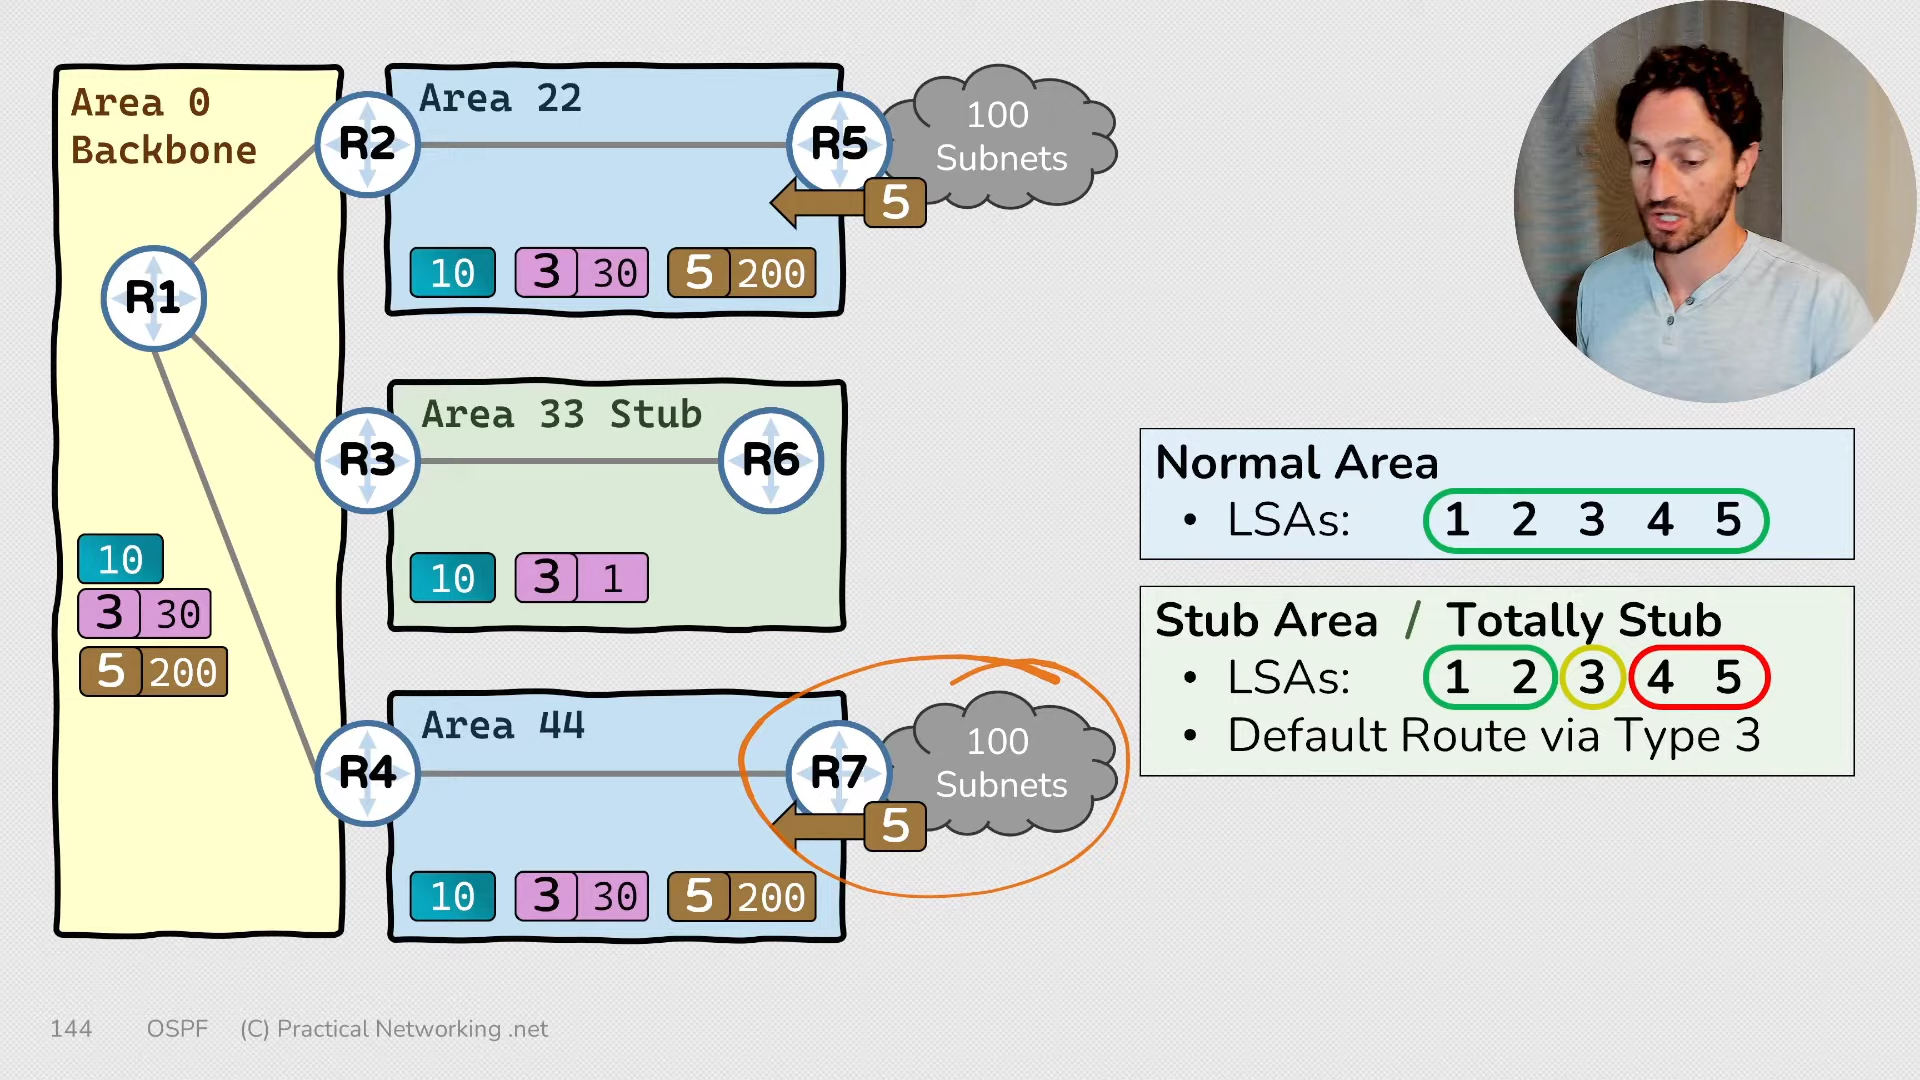 Area 0
Backbone
R1
10
3 30
5 200
R2
Area 22
R5
100
Subnets
5
10 3 30 5 200
R3
Area 33 Stub
R6
10 3 1
R4
Area 44
R7
100
Subnets
5
10 3 30 5 200
Normal Area
• LSAs: 1 2 3 4 5
Stub Area / Totally Stub
• LSAs: 1 2 3 4 5
• Default Route via Type 3
144 OSPF (C) Practical Networking .net